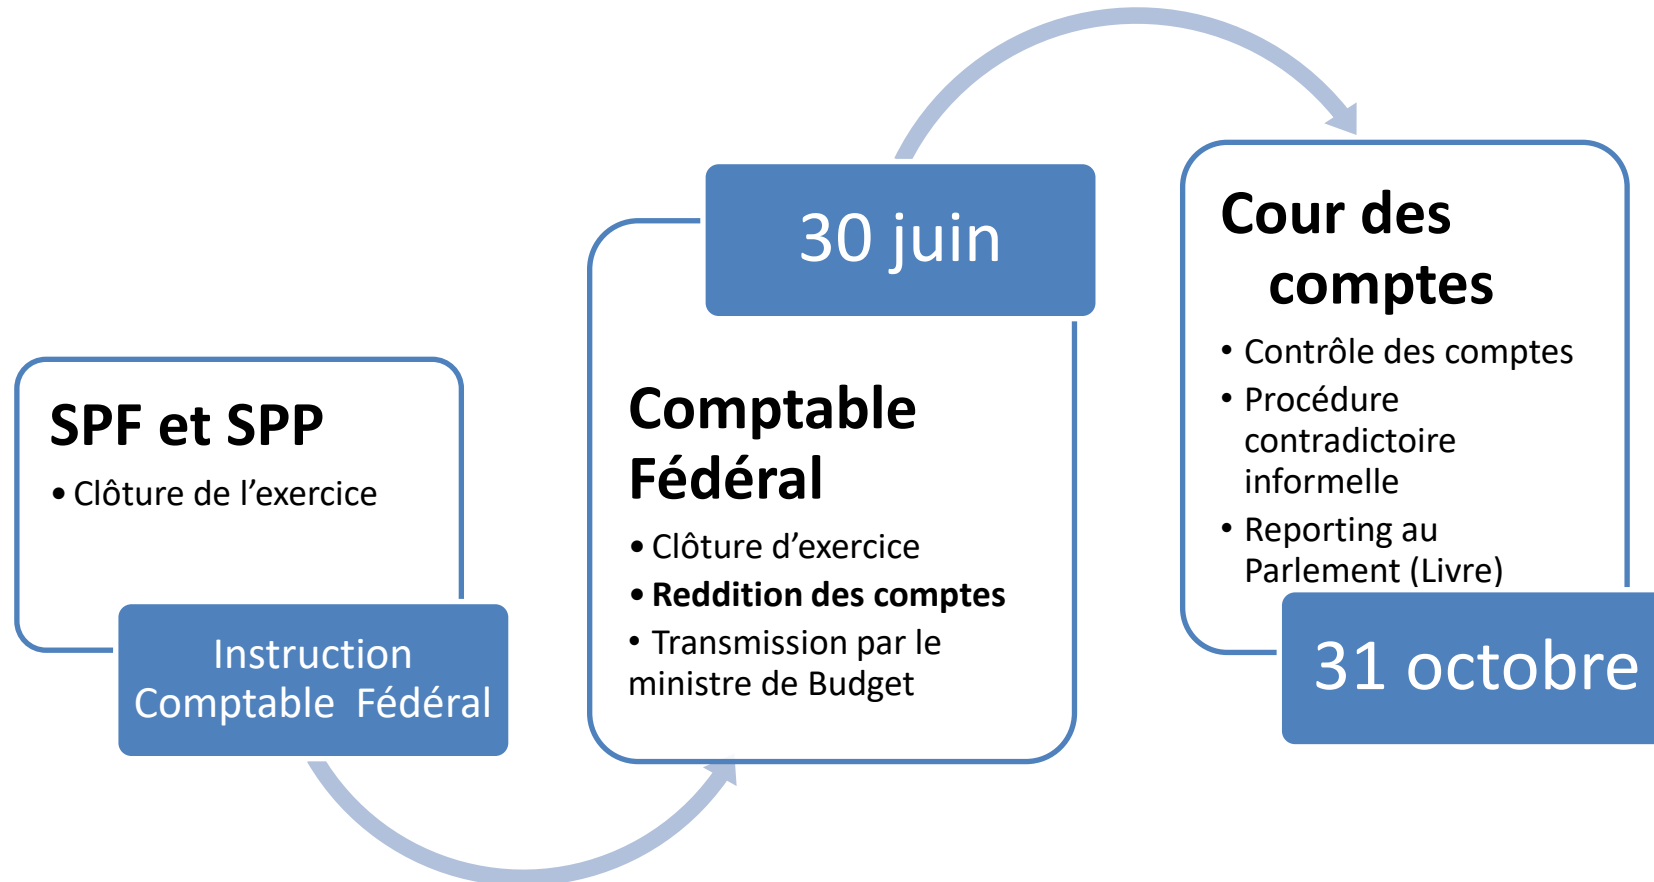 SPF et SPP
• Clôture de l’exercice
Instruction
Comptable Fédéral
30 juin
Comptable
Fédéral
• Clôture d’exercice
• Reddition des comptes
• Transmission par le
ministre de Budget
Cour des
comptes
• Contrôle des comptes
• Procédure
contradictoire
informelle
• Reporting au
Parlement (Livre)
31 octobre